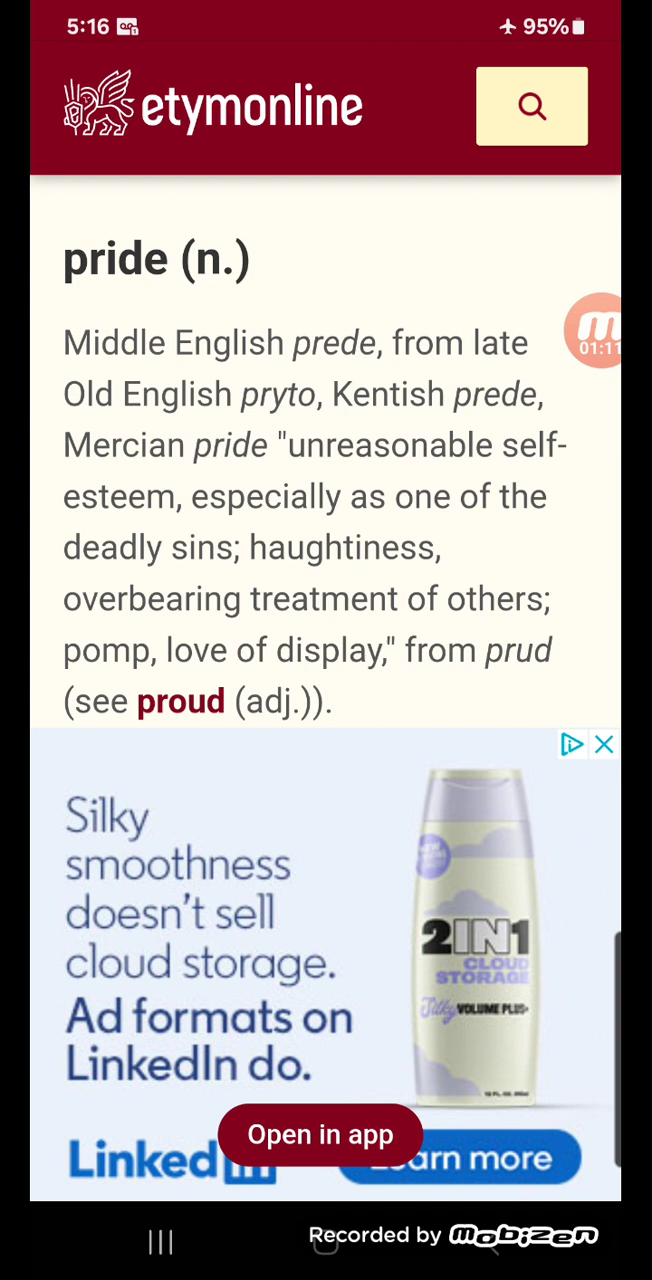 5:16
95%
etymonline
pride (n.)
Middle English prede, from late
Old English pryto, Kentish prede,
Mercian pride "unreasonable self-
esteem, especially as one of the
deadly sins; haughtiness,
overbearing treatment of others;
pomp, love of display," from prud
(see proud (adj.)).
m
01:11
Silky
smoothness
doesn't sell
cloud storage.
Ad formats on
LinkedIn do.
2IN1
CLOUD
STORAGE
Silky VOLUME PLUS+
Open in app
Linked
arn more
Recorded by mobizen